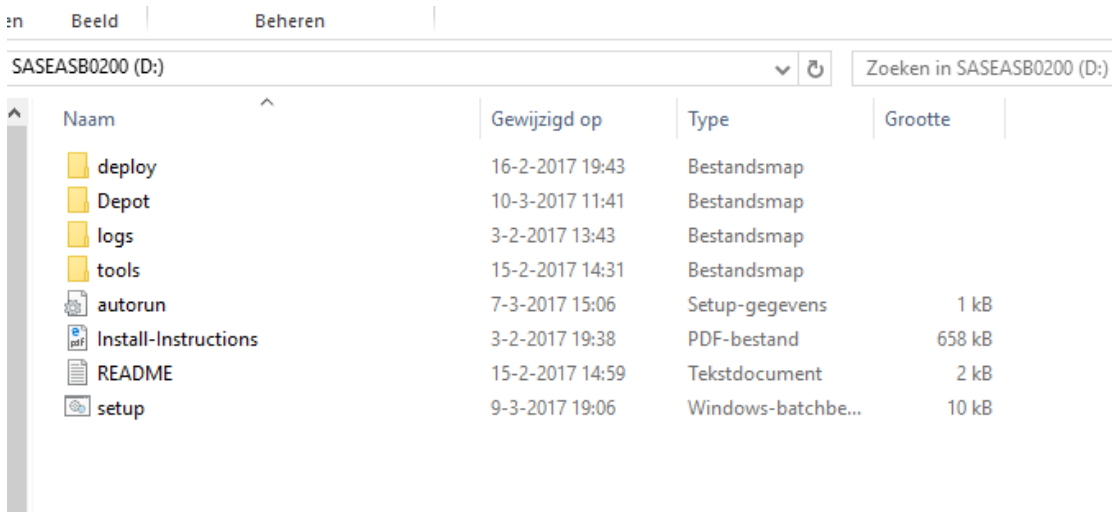 en Beeld Beheren
SASEASB0200 (D:) Zoeken in SASEASB0200 (D:)
Naam Gewijzigd op Type Grootte
deploy 16-2-2017 19:43 Bestandsmap
Depot 10-3-2017 11:41 Bestandsmap
logs 3-2-2017 13:43 Bestandsmap
tools 15-2-2017 14:31 Bestandsmap
autorun 7-3-2017 15:06 Setup-gegevens 1 kB
Install-Instructions 3-2-2017 19:38 PDF-bestand 658 kB
README 15-2-2017 14:59 Tekstdocument 2 kB
setup 9-3-2017 19:06 Windows-batchbe... 10 kB